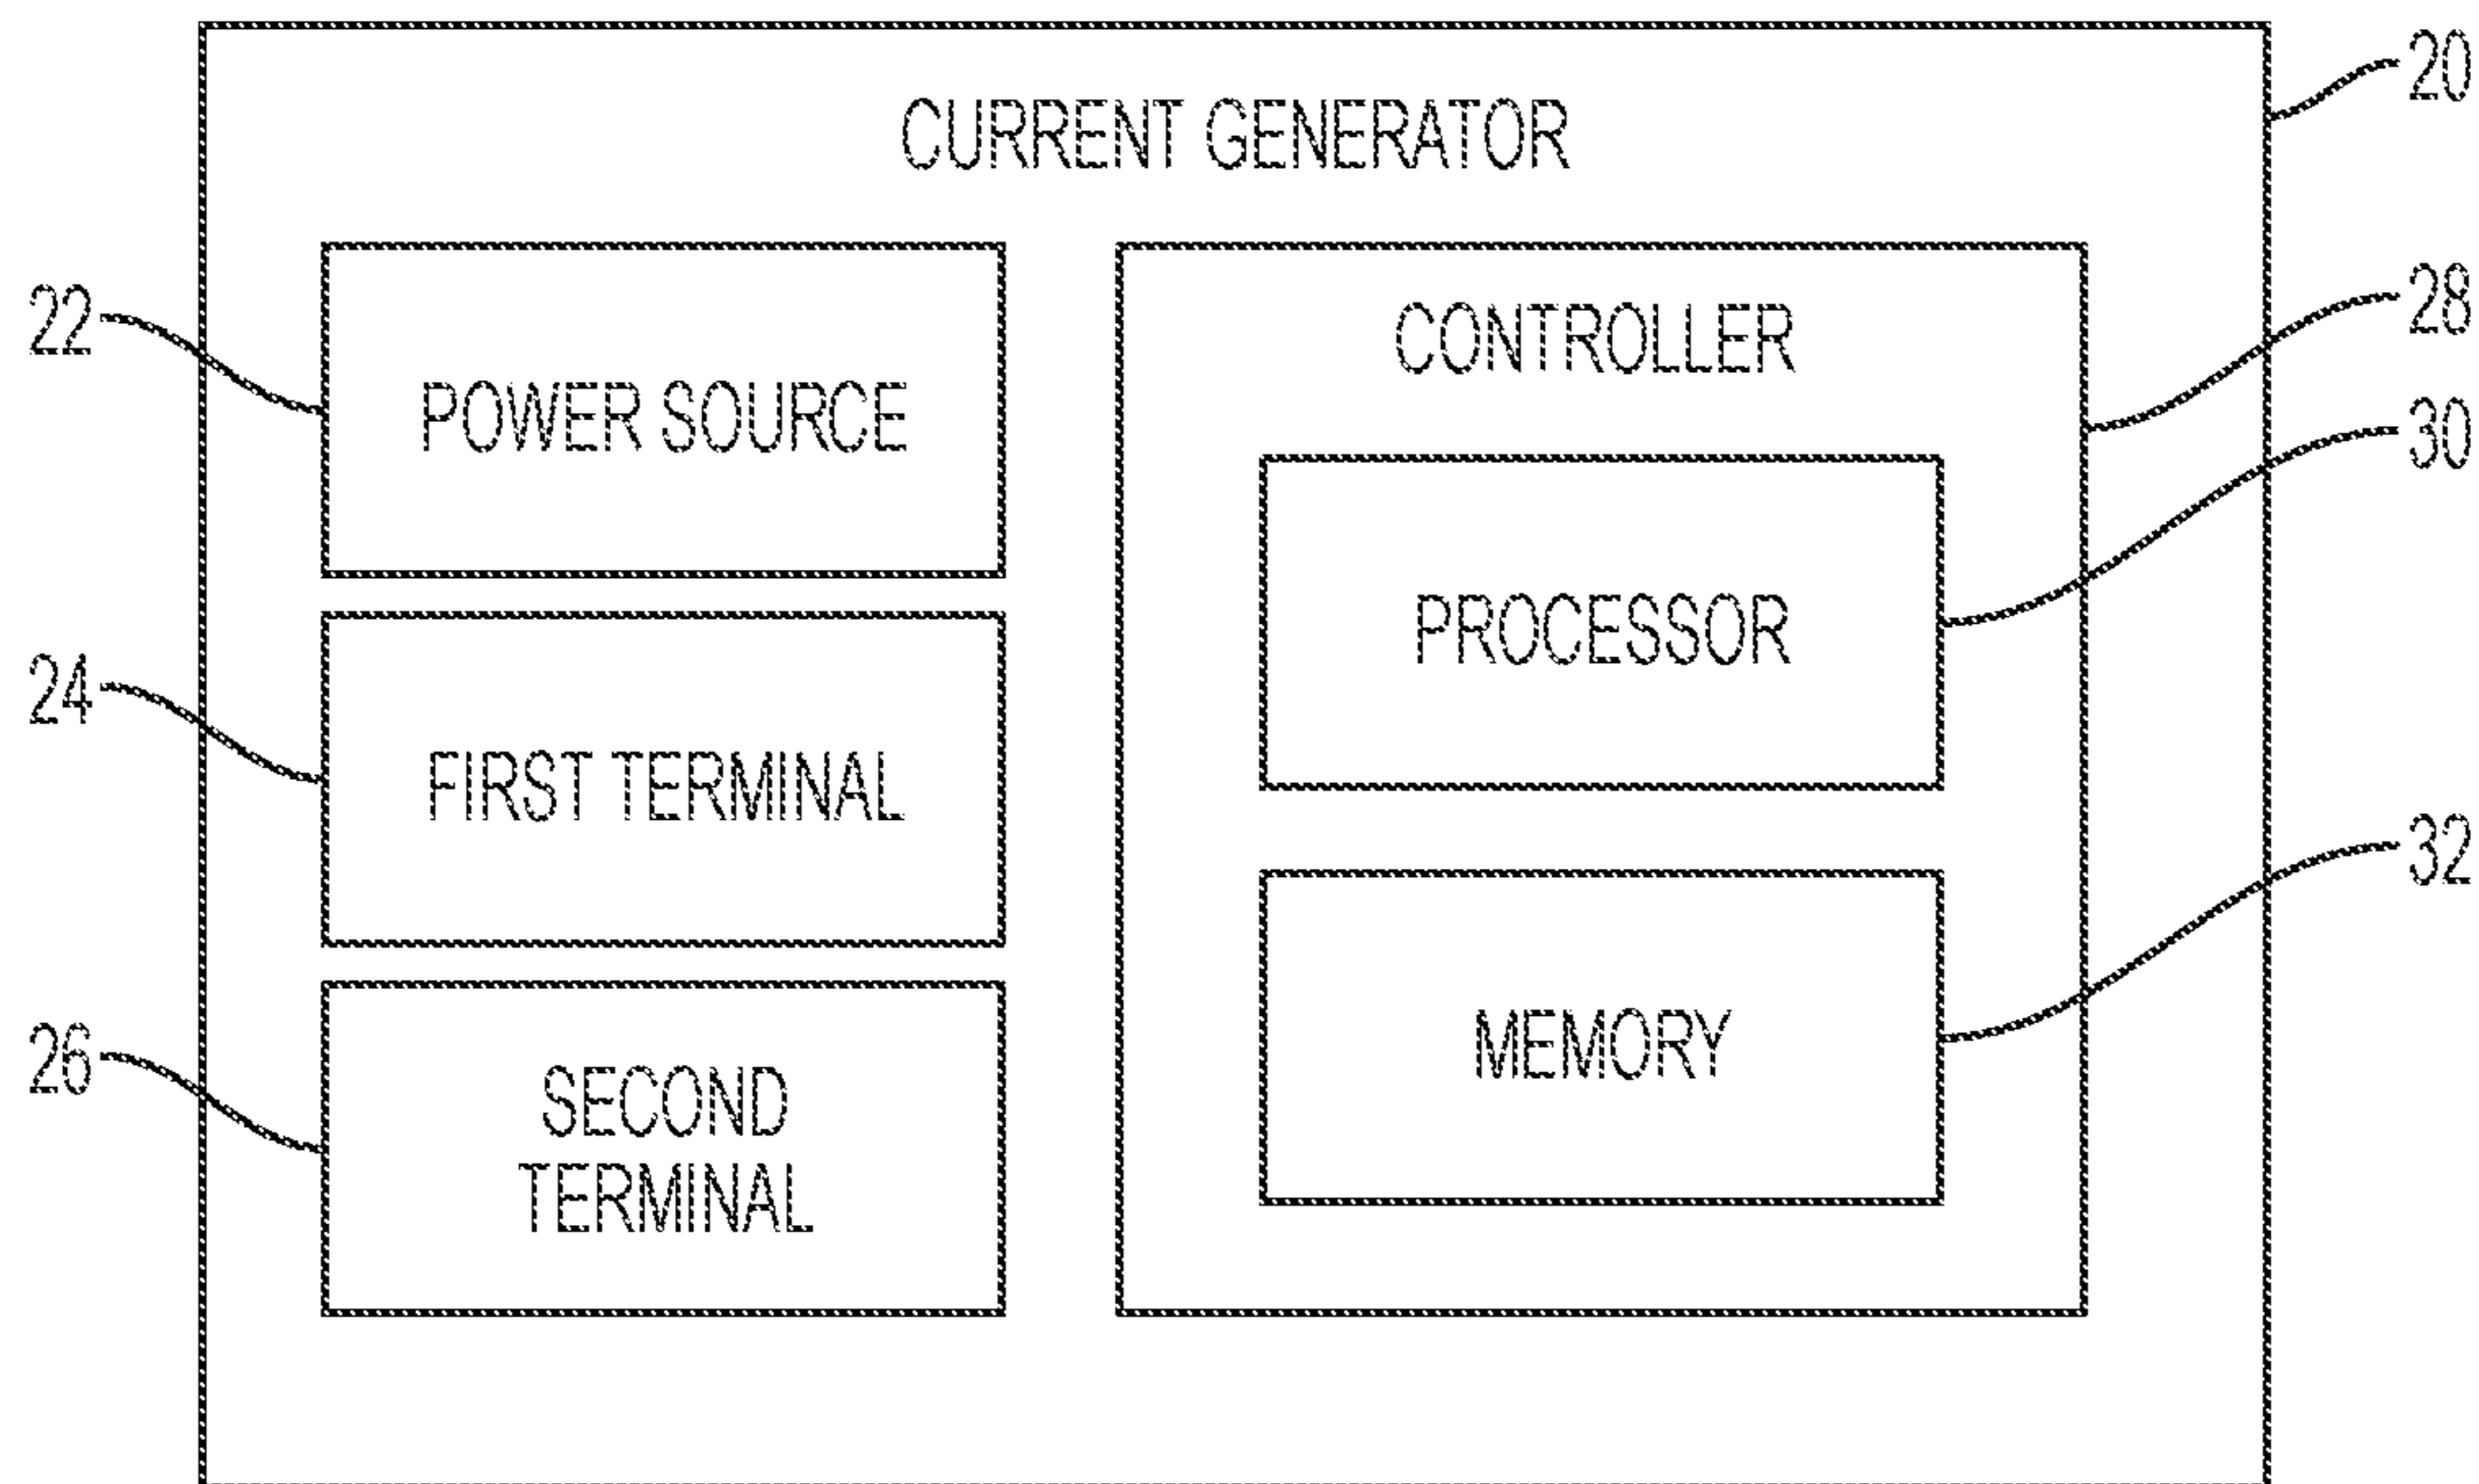 CURRENT GENERATOR
20
22
POWER SOURCE
CONTROLLER
28
30
PROCESSOR
24
FIRST TERMINAL
32
MEMORY
26
SECOND
TERMINAL